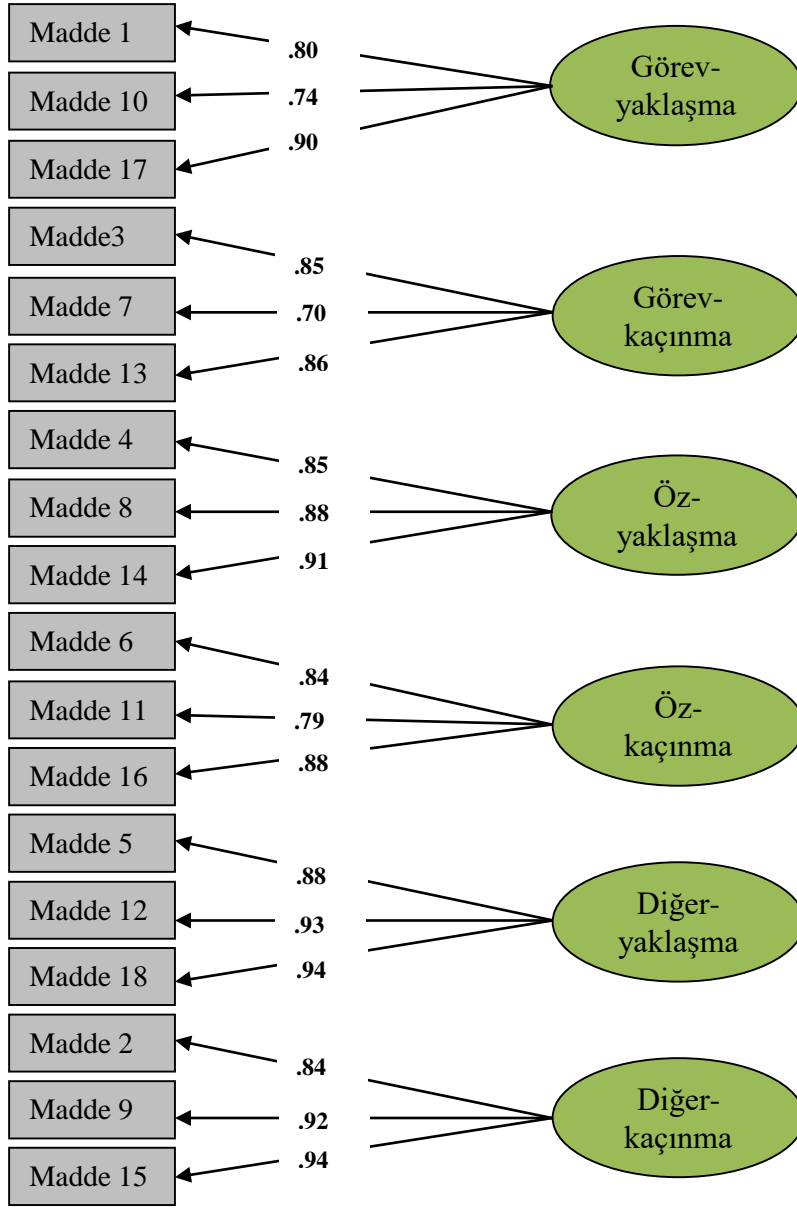 Madde 1
.80
Madde 10
.74
Madde 17
.90
Görev-
yaklaşma
Madde3
.85
Madde 7
.70
Madde 13
.86
Görev-
kaçınma
Madde 4
.85
Madde 8
.88
Madde 14
.91
Öz-
yaklaşma
Madde 6
.84
Madde 11
.79
Madde 16
.88
Öz-
kaçınma
Madde 5
.88
Madde 12
.93
Madde 18
.94
Diğer-
yaklaşma
Madde 2
.84
Madde 9
.92
Madde 15
.94
Diğer-
kaçınma